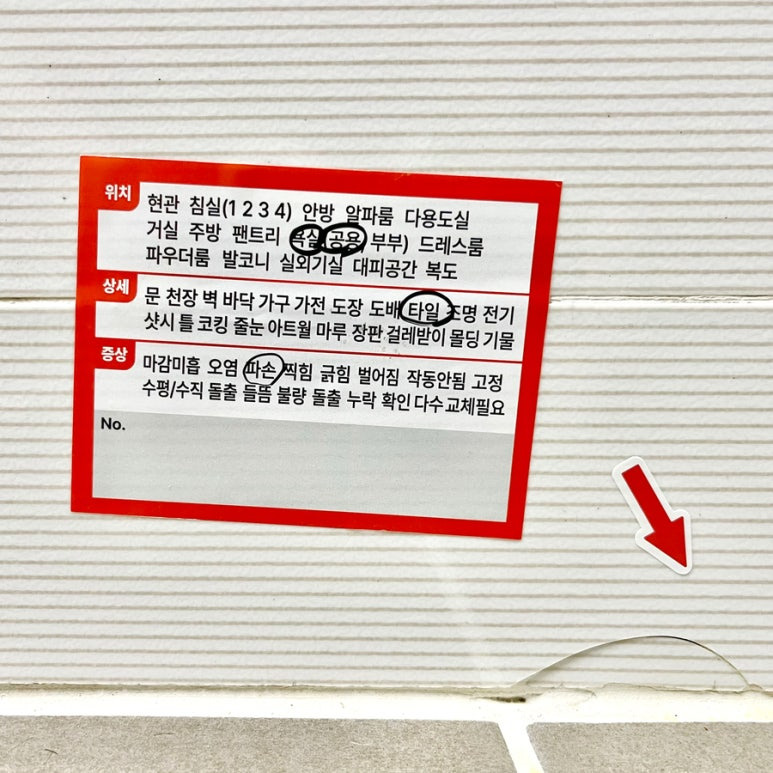 위치
현관 침실(1 2 3 4) 안방 알파룸 다용도실
거실 주방 팬트리 욕실(공용, 부부) 드레스룸
파우더룸 발코니 실외기실 대피공간 복도
상세
문 천장 벽 바닥 가구 가전 도장 도배 타일 조명 전기
샷시 틀 코킹 줄눈 아트월 마루 장판 걸레받이 몰딩 기물
증상
마감미흡 오염 파손 찍힘 긁힘 벌어짐 작동안됨 고정
수평/수직 돌출 들뜸 불량 돌출 누락 확인 다수 교체필요
No.